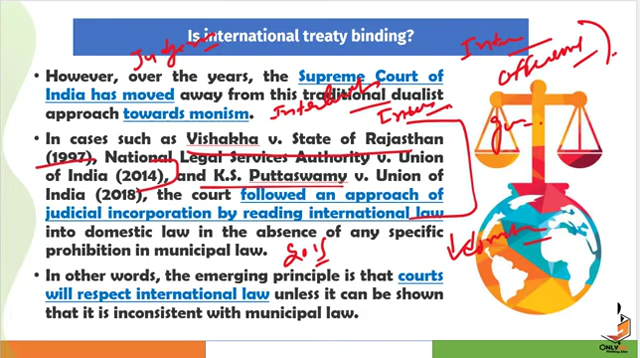 Is international treaty binding?
However, over the years, the Supreme Court of
India has moved away from this traditional dualist
approach towards monism.
In cases such as Vishakha v. State of Rajasthan
(1997), National Legal Services Authority v. Union
of India (2014), and K.S. Puttaswamy v. Union of
India (2018), the court followed an approach of
judicial incorporation by reading international law
into domestic law in the absence of any specific
prohibition in municipal law.
In other words, the emerging principle is that courts
will respect international law unless it can be shown
that it is inconsistent with municipal law.